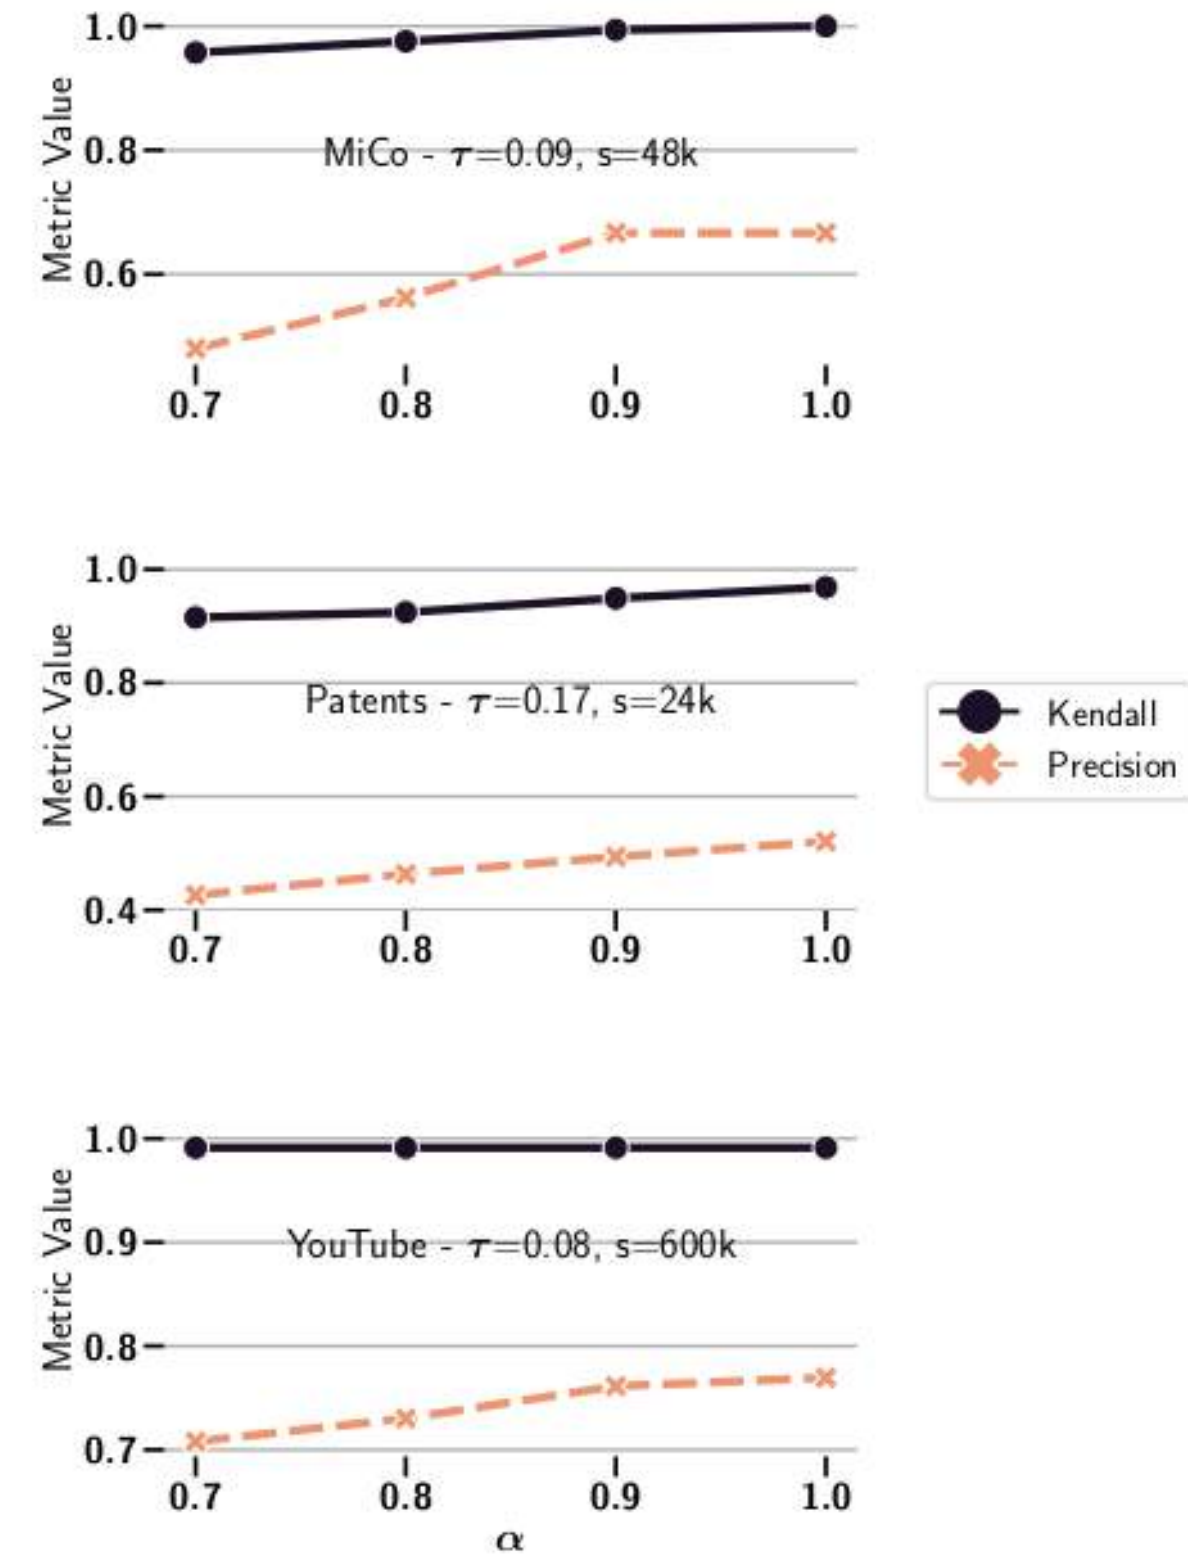 Metric Value
1.0
0.8
0.6
MiCo - τ=0.09, s=48k
0.7 0.8 0.9 1.0
Metric Value
1.0
0.8
0.6
0.4
Patents - τ=0.17, s=24k
0.7 0.8 0.9 1.0
Kendall
Precision
Metric Value
1.0
0.9
0.8
0.7
YouTube - τ=0.08, s=600k
0.7 0.8 0.9 1.0
α